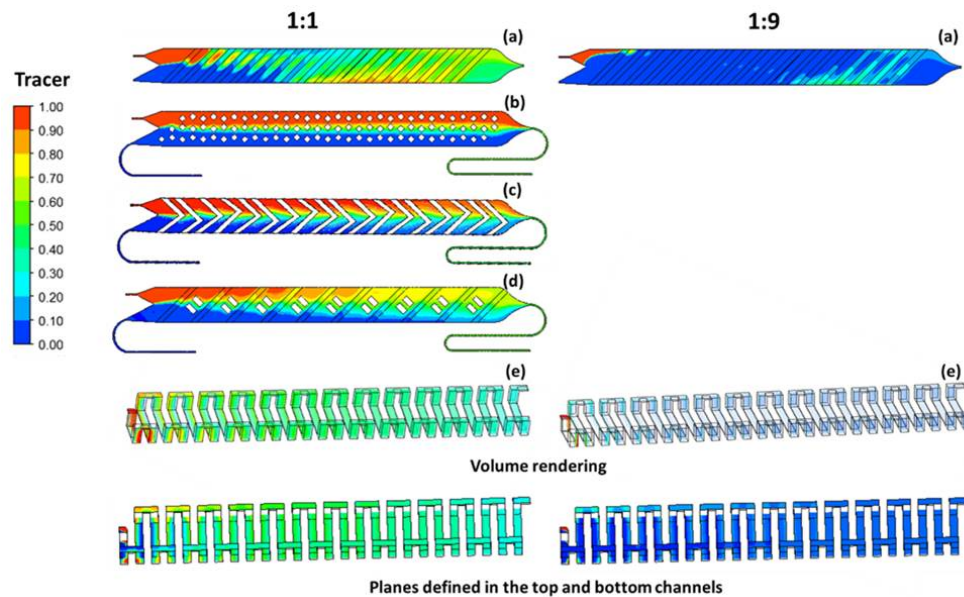 1:1
1:9
(a)
(a)
Tracer
1.00
0.90
0.80
0.70
0.60
0.50
0.40
0.30
0.20
0.10
0.00
(b)
(c)
(d)
(e)
(e)
Volume rendering
Planes defined in the top and bottom channels